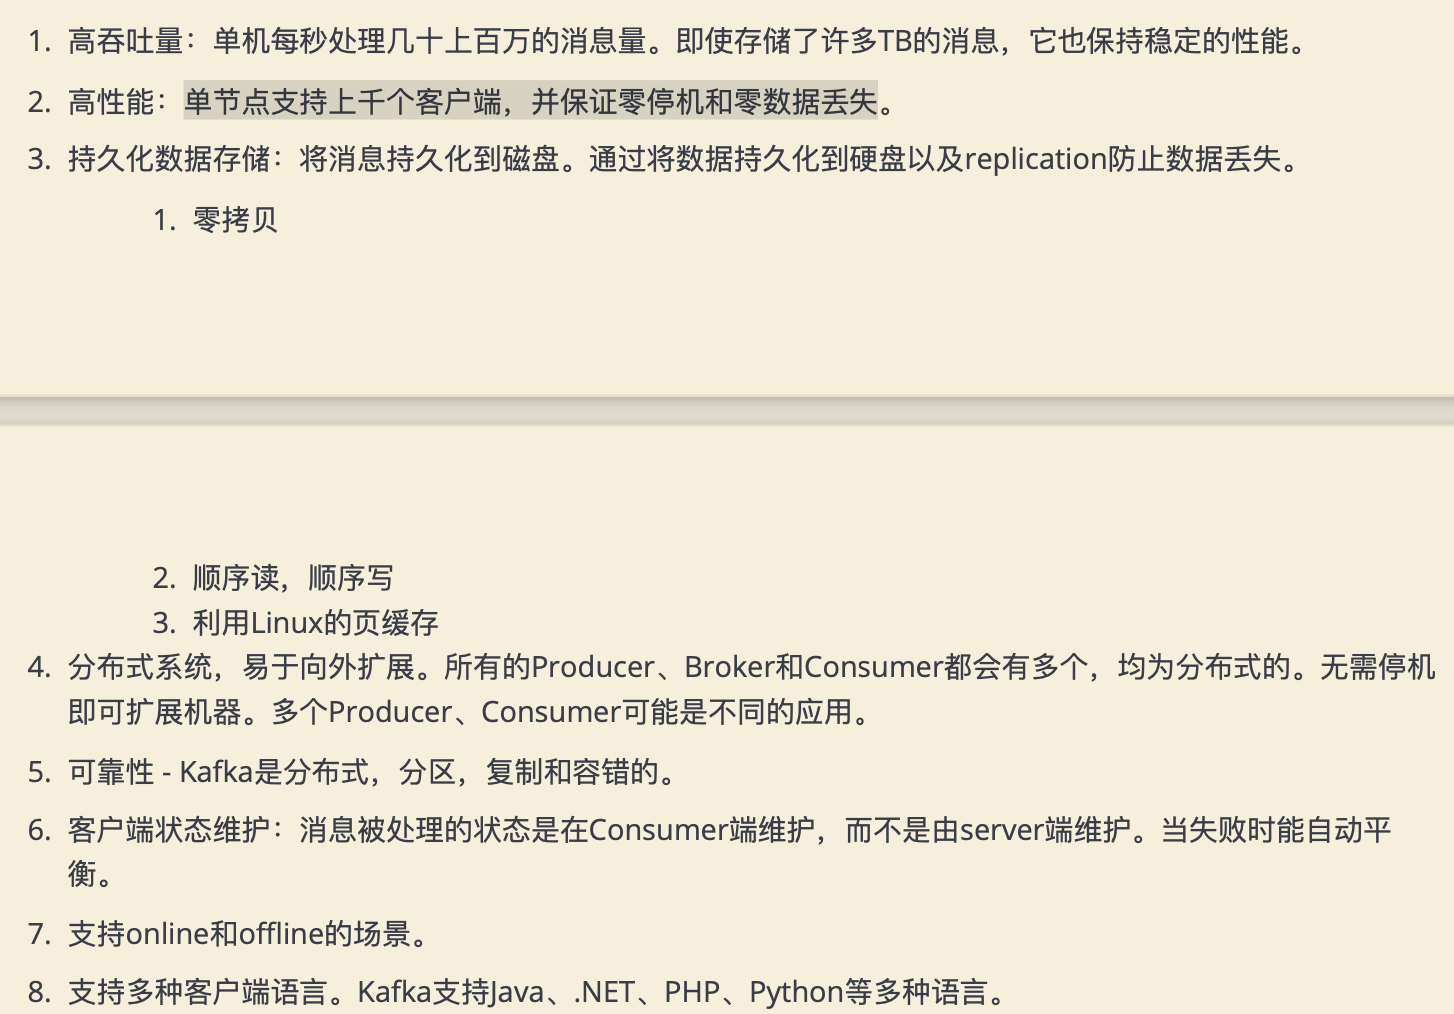 1. 高吞吐量：单机每秒处理几十上百万的消息量。即使存储了许多TB的消息，它也保持稳定的性能。
2. 高性能：单节点支持上千个客户端，并保证零停机和零数据丢失。
3. 持久化数据存储：将消息持久化到磁盘。通过将数据持久化到硬盘以及replication防止数据丢失。
1. 零拷贝
2. 顺序读，顺序写
3. 利用Linux的页缓存
4. 分布式系统，易于向外扩展。所有的Producer、Broker和Consumer都会有多个，均为分布式的。无需停机
即可扩展机器。多个Producer、Consumer可能是不同的应用。
5. 可靠性 - Kafka是分布式，分区，复制和容错的。
6. 客户端状态维护：消息被处理的状态是在Consumer端维护，而不是由server端维护。当失败时能自动平
衡。
7. 支持online和offline的场景。
8. 支持多种客户端语言。Kafka支持Java、.NET、PHP、Python等多种语言。